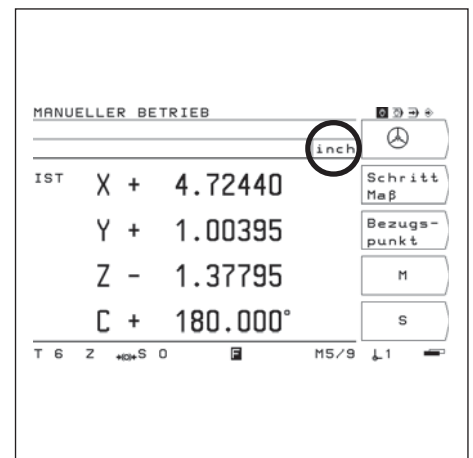 MANUELLER BETRIEB
inch
IST X + 4.72440
Schritt
Maß
Y + 1.00395
Bezugs-
punkt
Z - 1.37795
M
C + 180.000°
S
T 6 Z S 0 F M5/9 1